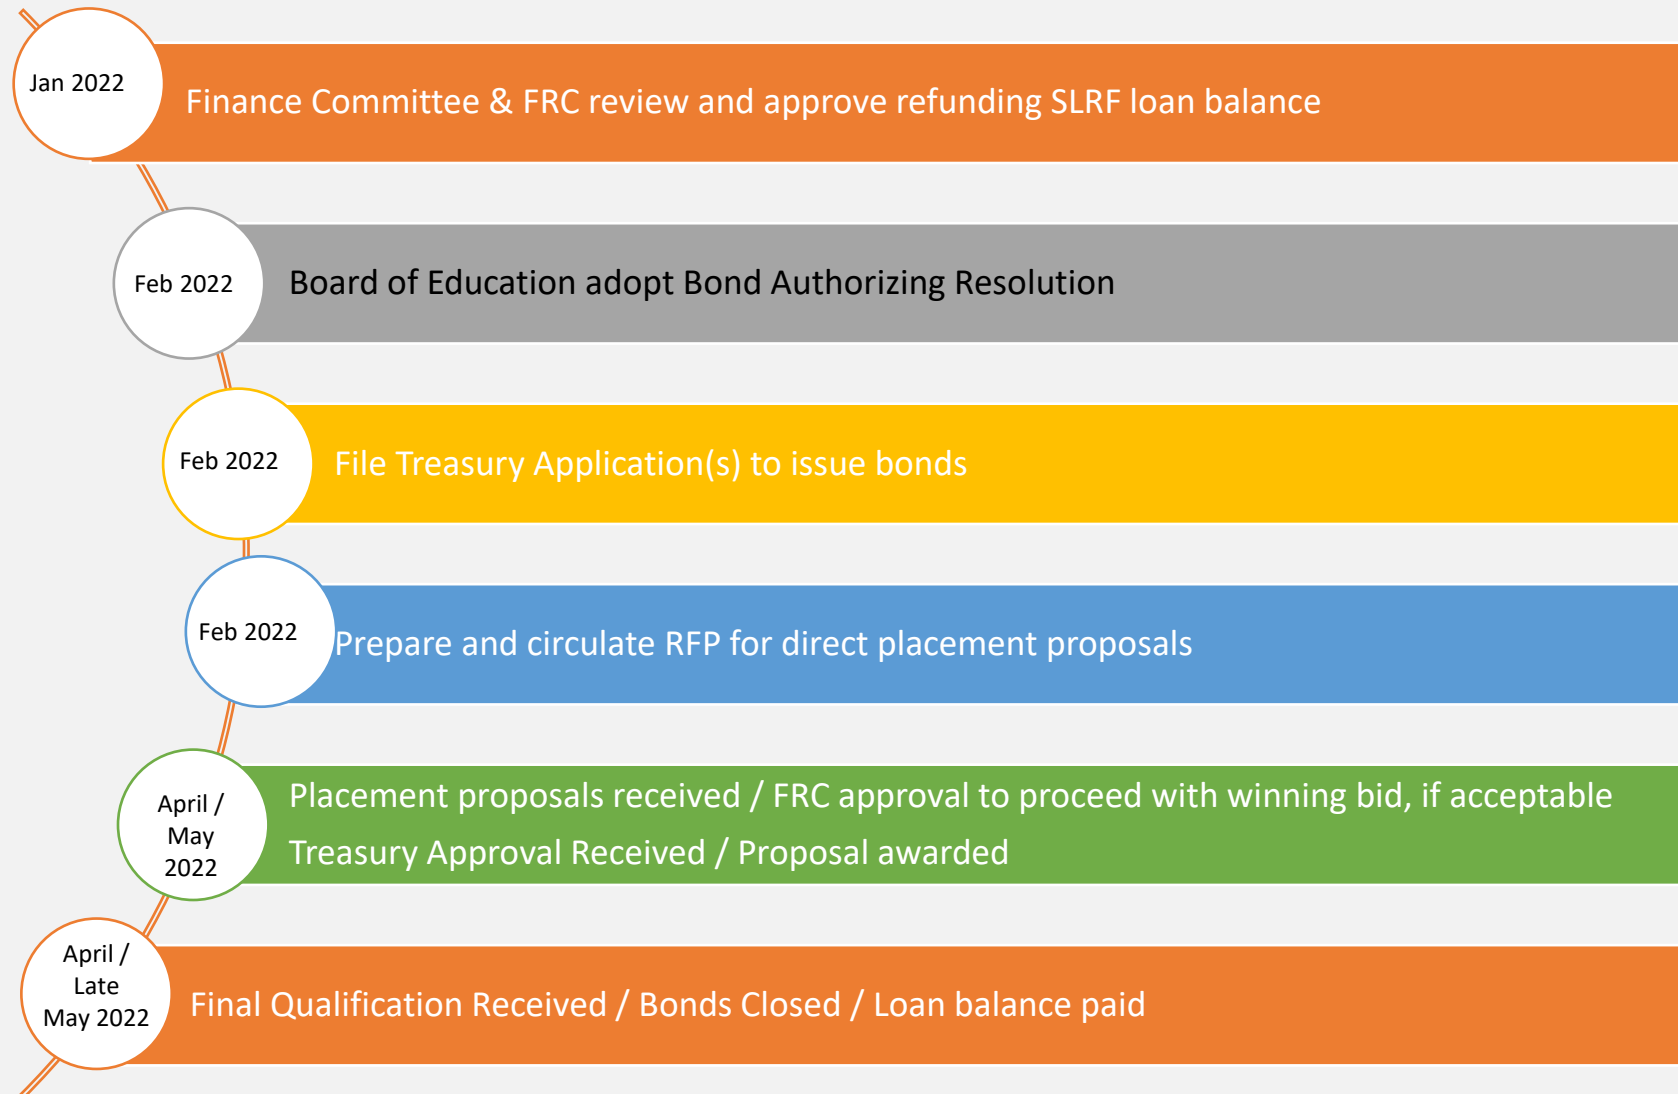 Jan 2022
Finance Committee & FRC review and approve refunding SLRF loan balance
Feb 2022
Board of Education adopt Bond Authorizing Resolution
Feb 2022
File Treasury Application(s) to issue bonds
Feb 2022
Prepare and circulate RFP for direct placement proposals
April /
May
2022
Placement proposals received / FRC approval to proceed with winning bid, if acceptable
Treasury Approval Received / Proposal awarded
April /
Late
May 2022
Final Qualification Received / Bonds Closed / Loan balance paid